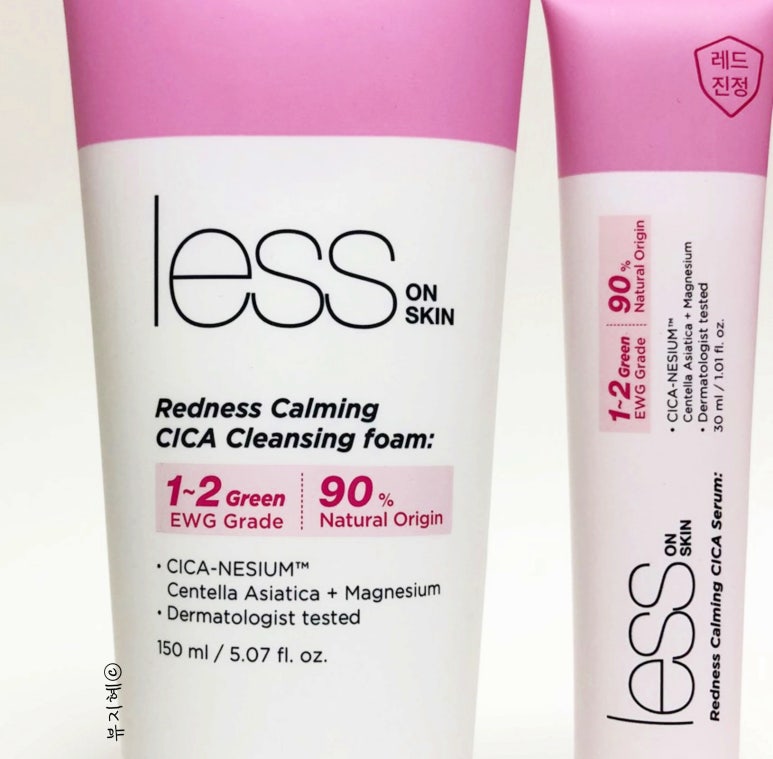 less
ON
SKIN
Redness Calming
CICA Cleansing foam:
1~2 Green
EWG Grade
90 %
Natural Origin
• CICA-NESIUM™
Centella Asiatica + Magnesium
• Dermatologist tested
150 ml / 5.07 fl. oz.
레드
진정
less
ON
SKIN
Redness Calming CICA Serum:
1~2 Green
EWG Grade
90 %
Natural Origin
• CICA-NESIUM™
Centella Asiatica + Magnesium
• Dermatologist tested
30 ml / 1.01 fl. oz.
뷰지혜ⓒ